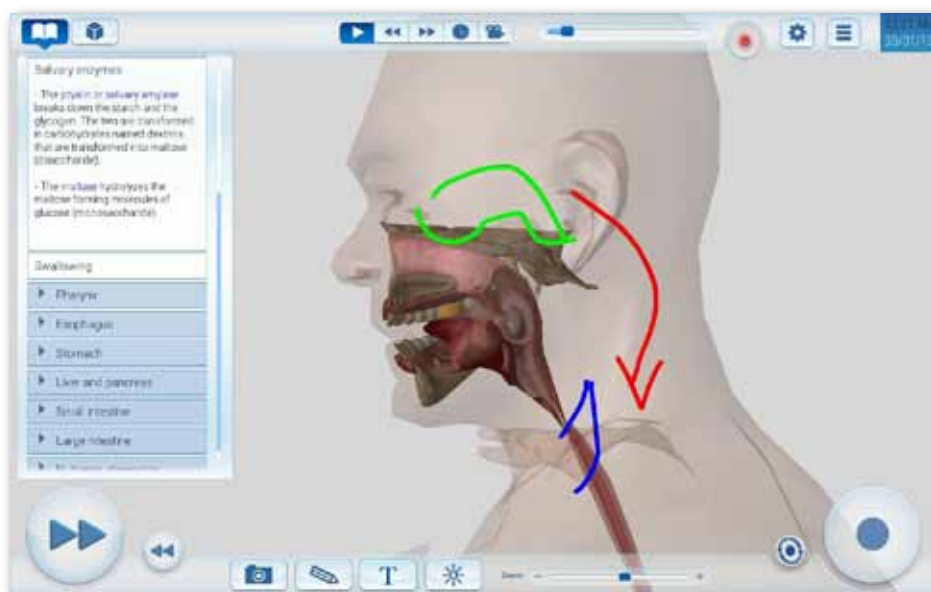 Salivary enzymes
- The ptyalin or salivary amylase
breaks down the starch and the
glycogen. The two are transformed
in carbohydrates named dextrins
that are transformed into maltose
(disaccharide).
- The maltase hydrolyzes the
maltose forming molecules of
glucose (monosaccharide)
Swallowing
Pharynx
Esophagus
Stomach
Liver and pancreas
Small intestine
Large intestine
T
Zoom - +